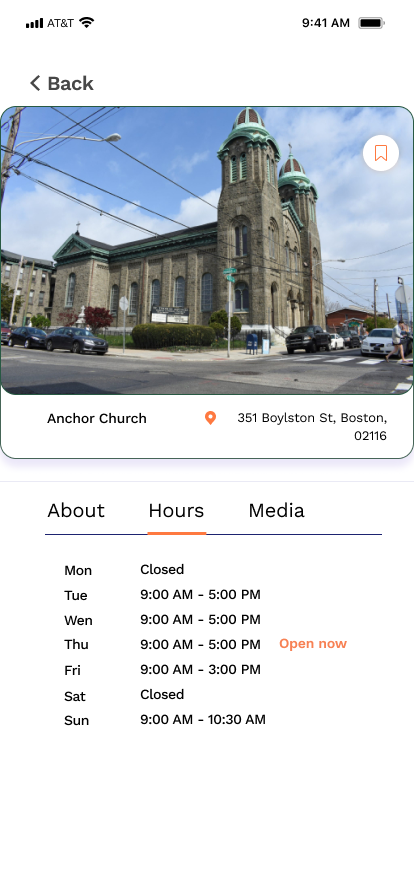 AT&T
9:41 AM
Back
Anchor Church
351 Boylston St, Boston,
02116
About
Hours
Media
Mon Closed
Tue 9:00 AM - 5:00 PM
Wen 9:00 AM - 5:00 PM
Thu 9:00 AM - 5:00 PM Open now
Fri 9:00 AM - 3:00 PM
Sat Closed
Sun 9:00 AM - 10:30 AM